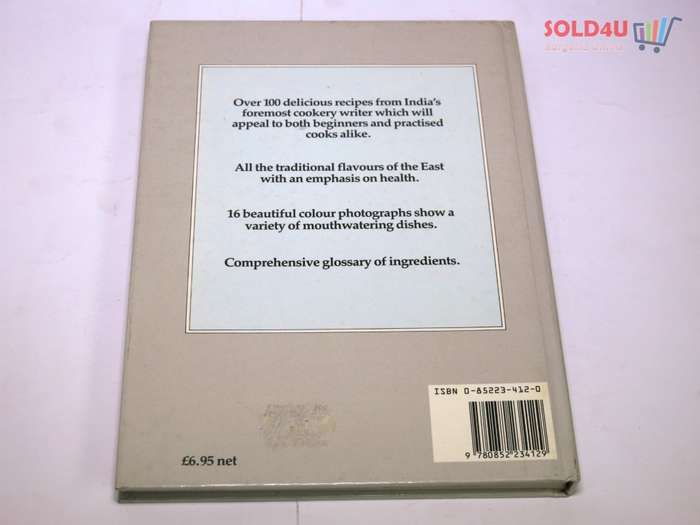 SOLD4U
Over 100 delicious recipes from India's
foremost cookery writer which will
appeal to both beginners and practised
cooks alike.
All the traditional flavours of the East
with an emphasis on health.
16 beautiful colour photographs show a
variety of mouthwatering dishes.
Comprehensive glossary of ingredients.
ISBN 0-85223-412-0
9 780852 234129
£6.95 net